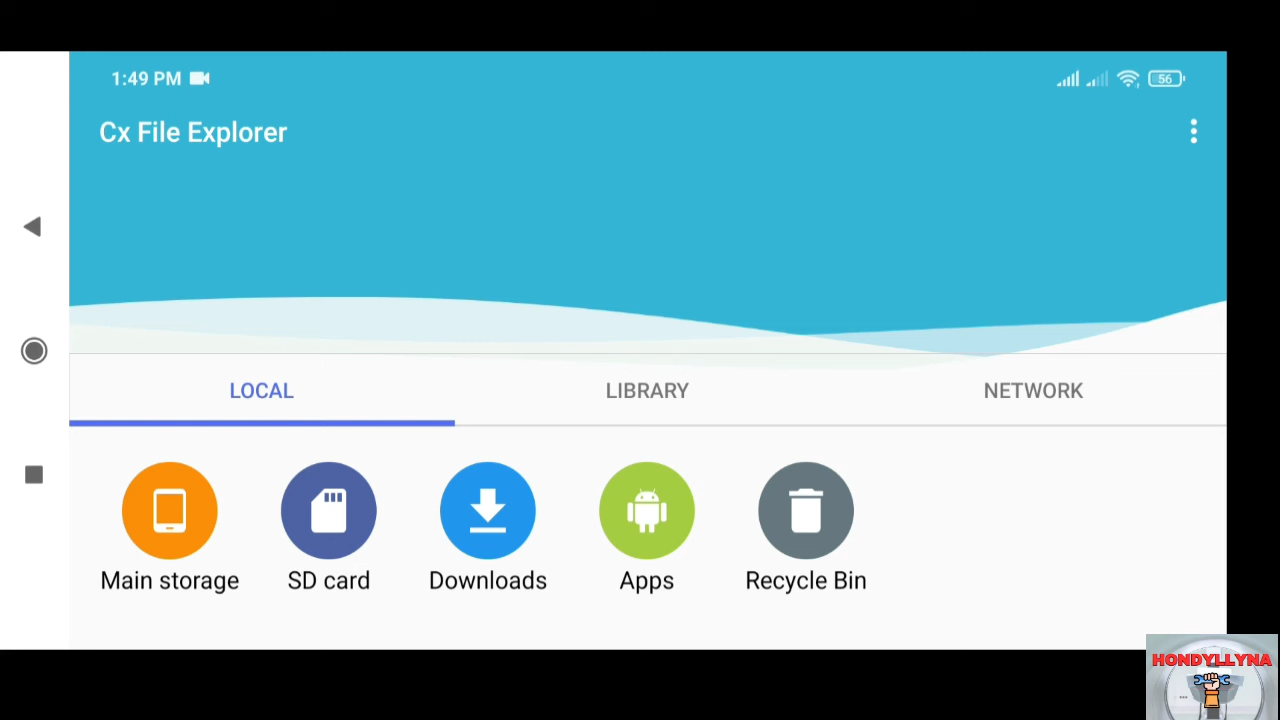 1:49 PM
56
Cx File Explorer
LOCAL
LIBRARY
NETWORK
Main storage
SD card
Downloads
Apps
Recycle Bin
HONDYLLYNA